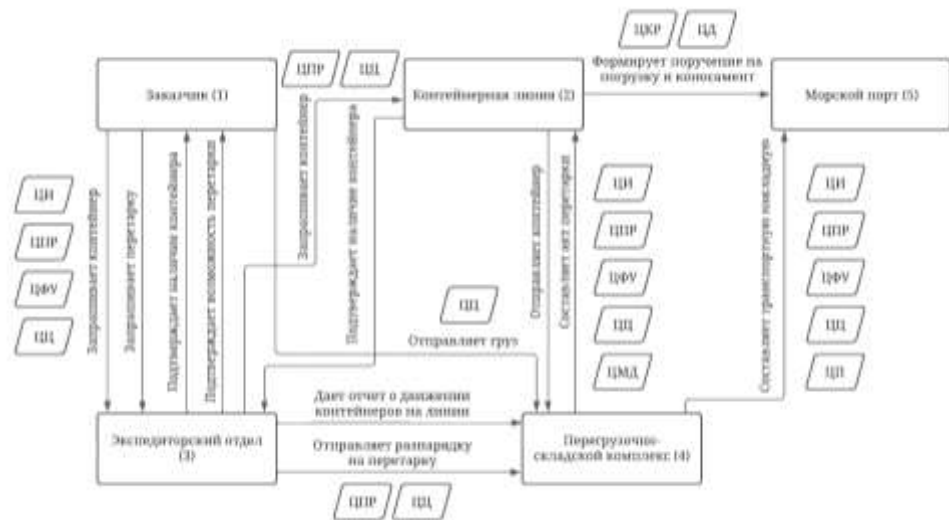 ЦКР ЦД
Формирует поручение на
погрузку и коносамент
ЦПР ЦД
Заказчик (1)
Контейнерная линия (2)
Морской порт (5)
Запрашивает контейнер
Подтверждает наличие контейнера
ЦИ
ЦПР
ЦФУ
ЦД
Запрашивает контейнер
Запрашивает перетарку
Подтверждает наличие контейнера
Подтверждает возможность перетарки
Отправляет контейнер
Составляет акт перетарки
ЦИ
ЦПР
ЦФУ
ЦД
ЦМД
Составляет транспортную накладную
ЦИ
ЦПР
ЦФУ
ЦД
ЦП
ЦД
Отправляет груз
Дает отчет о движении
контейнеров на линии
Экспедиторский отдел
(3)
Отправляет разнарядку
на перетарку
Перегрузочно-
складской комплекс (4)
ЦПР ЦД